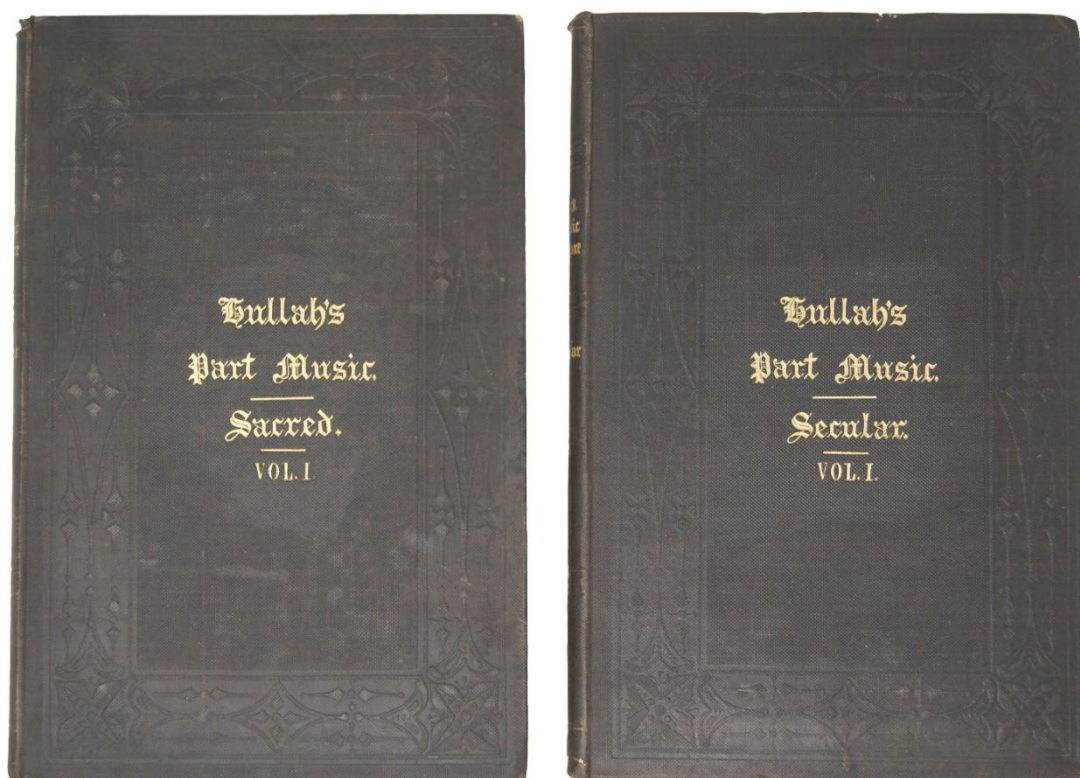 Hullah's
Part Music.
Sacred.
VOL. I.
Hullah's
Part Music.
Secular.
VOL. I.